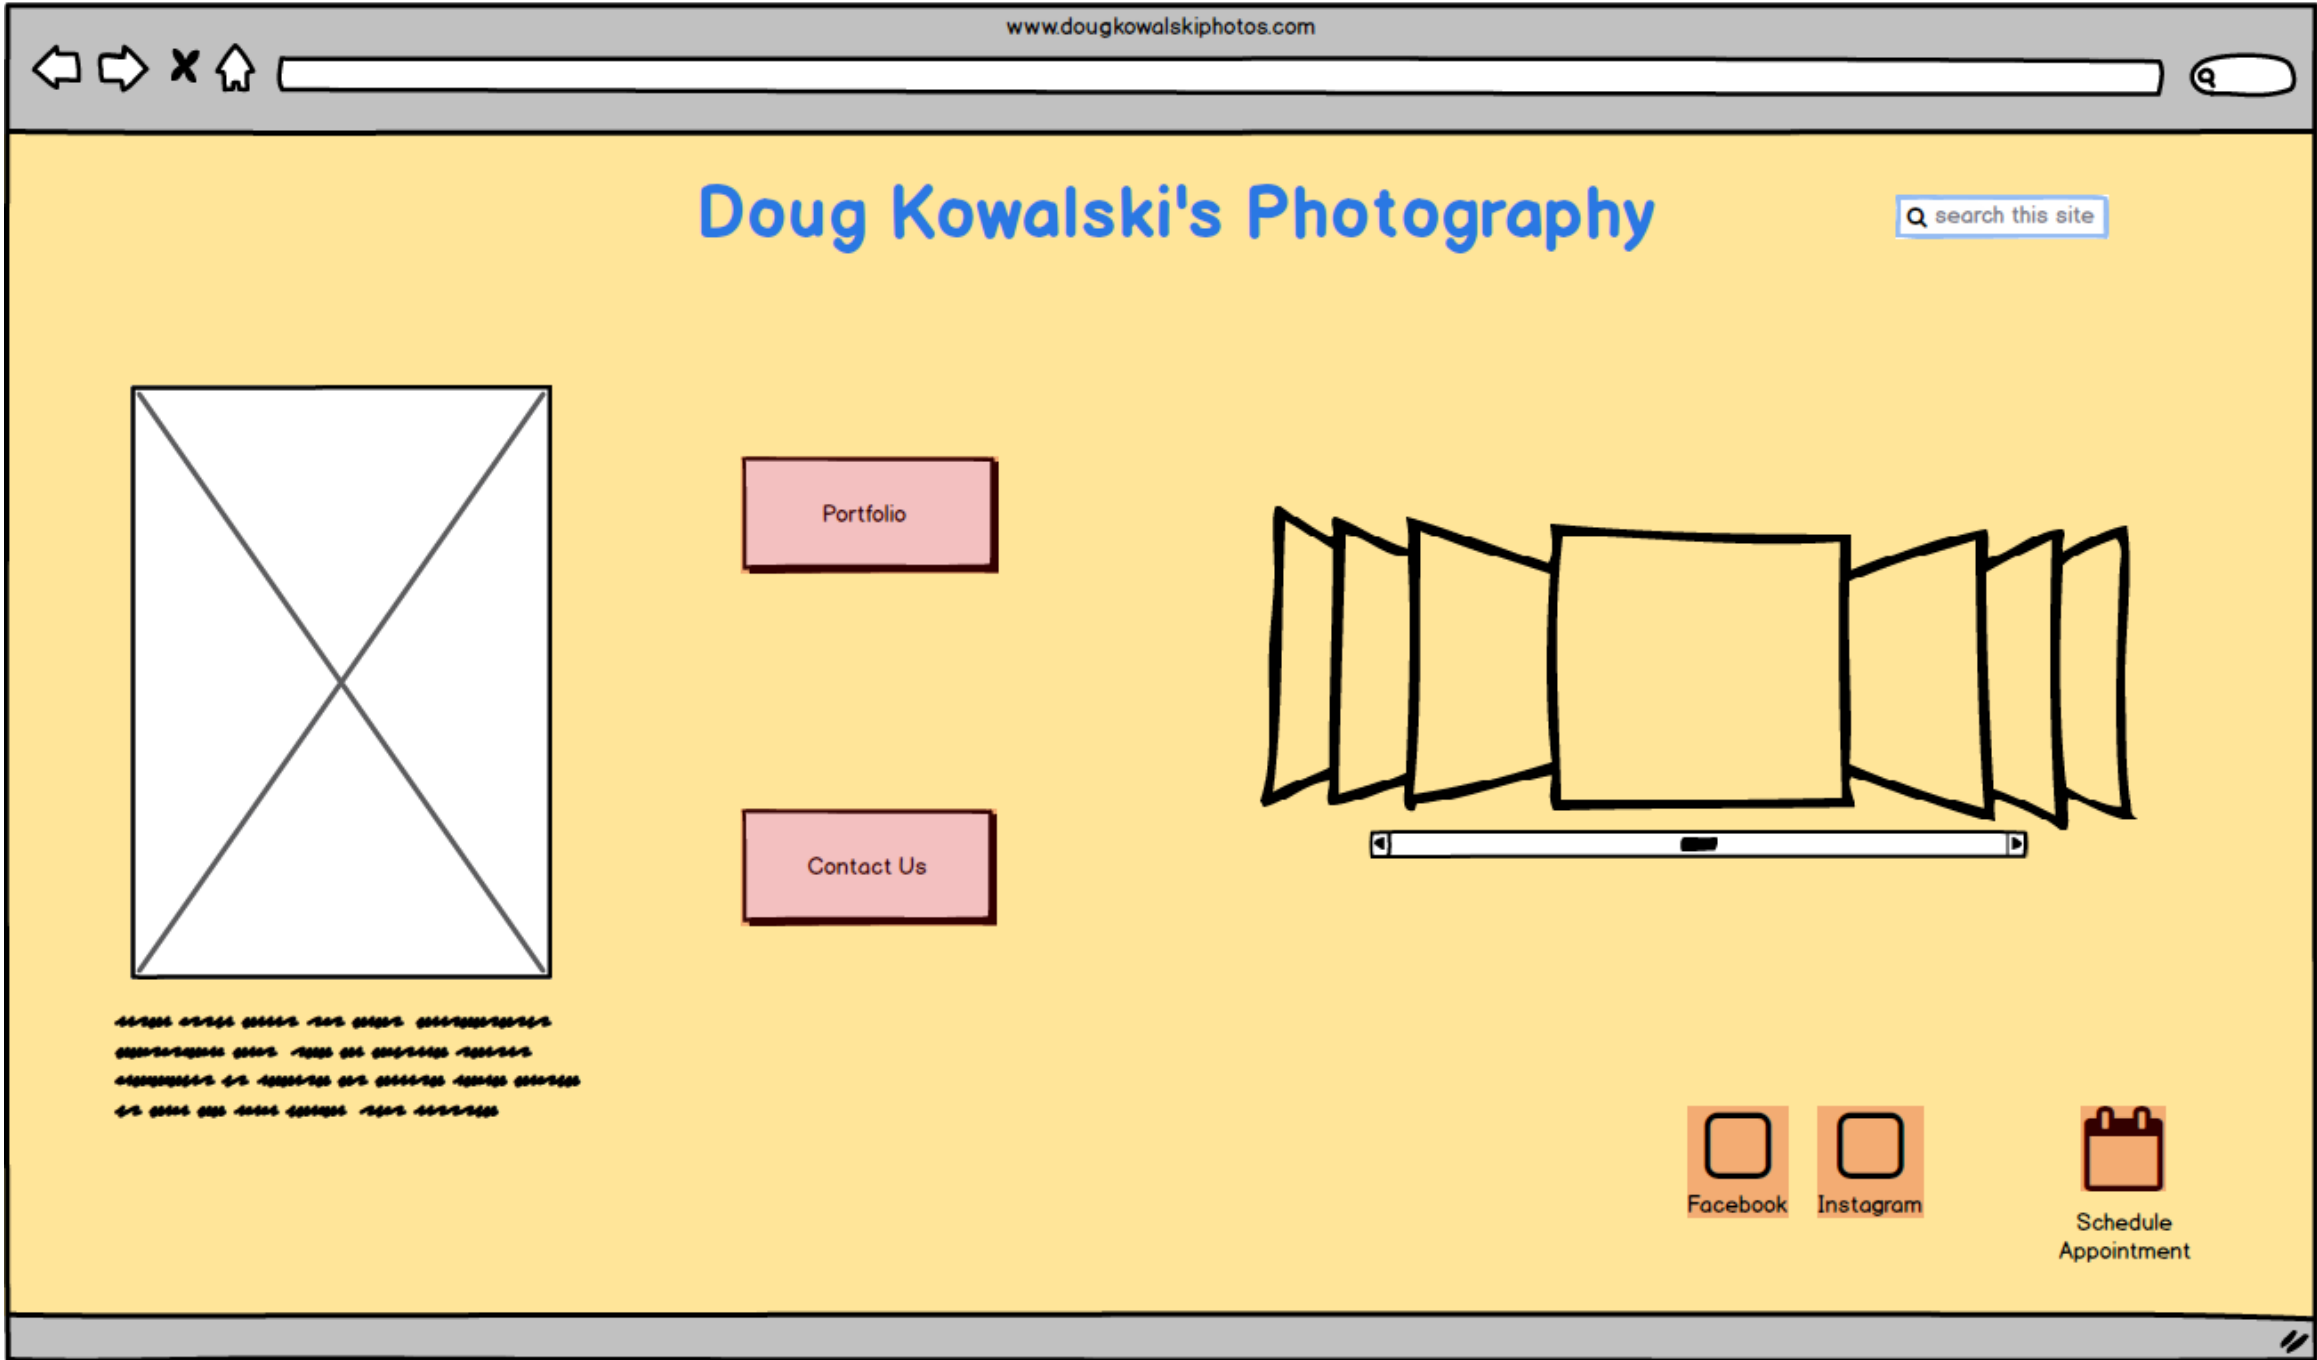 www.dougkowalskiphotos.com
Doug Kowalski's Photography
search this site
Portfolio
Contact Us
Facebook
Instagram
Schedule
Appointment